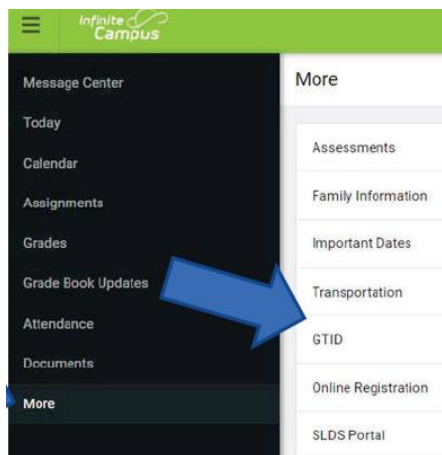 Infinite
Campus
Message Center
Today
Calendar
Assignments
Grades
Grade Book Updates
Attendance
Documents
More
More
Assessments
Family Information
Important Dates
Transportation
GTID
Online Registration
SLDS Portal